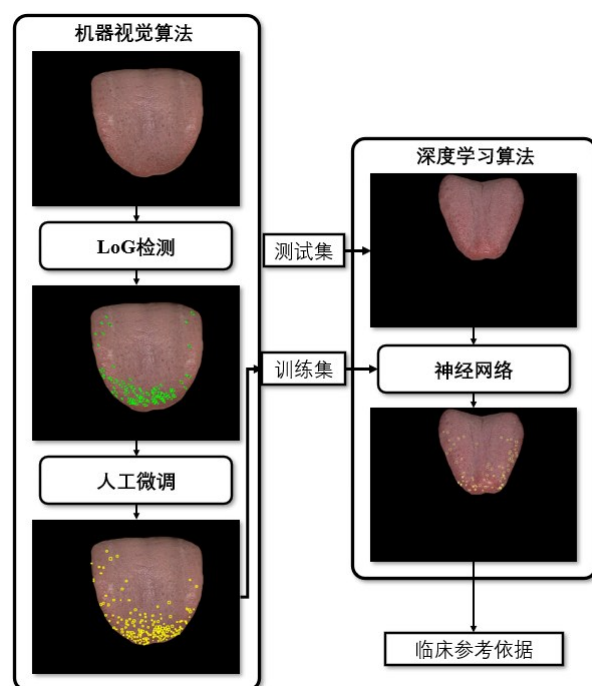 机器视觉算法
LoG检测
人工微调
测试集
训练集
深度学习算法
神经网络
临床参考依据